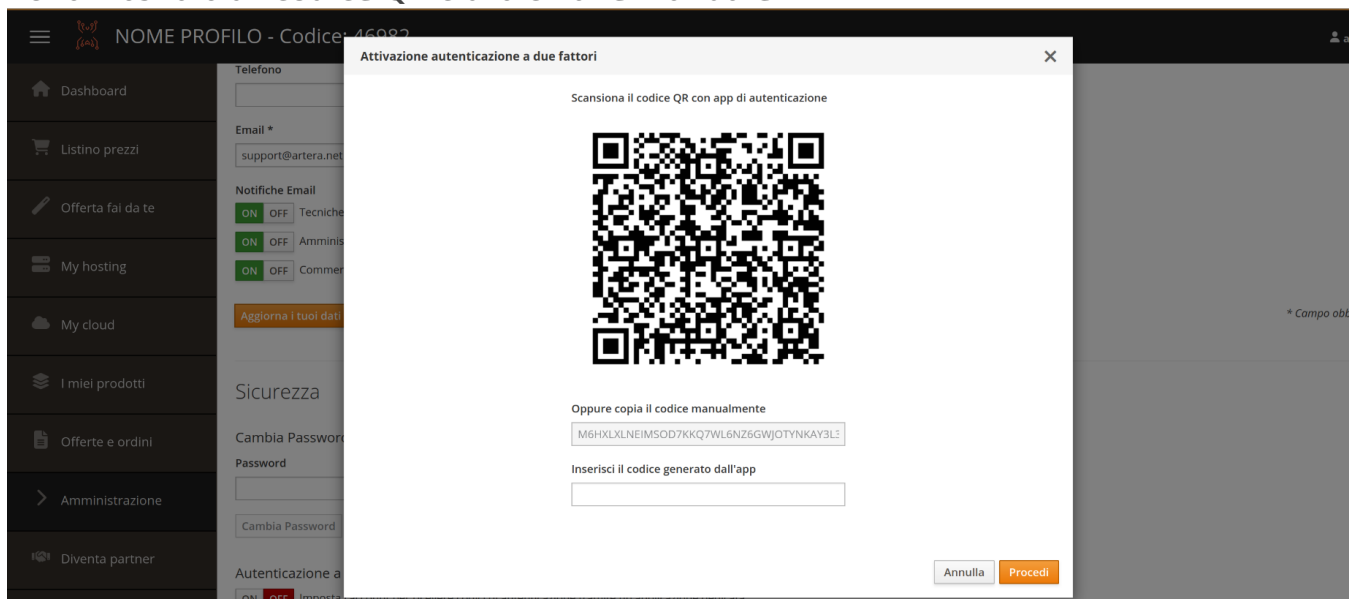 NOME PROFILO - Codice: 46982
Attivazione autenticazione a due fattori
Scansiona il codice QR con app di autenticazione
Oppure copia il codice manualmente
M6HXLXLNEIMSOD7KKQ7WL6NZ6GWJOTYNKAY3L
Inserisci il codice generato dall'app
Annulla
Procedi
Dashboard
Listino prezzi
Offerta fai da te
My hosting
My cloud
I miei prodotti
Offerte e ordini
Amministrazione
Diventa partner
Telefono
Email *
support@artera.net
Notifiche Email
ON OFF Tecniche
ON OFF Amminis
ON OFF Commer
Aggiorna i tuoi dati
* Campo obb
Sicurezza
Cambia Password
Password
Cambia Password
Autenticazione a
ON OFF Imposta